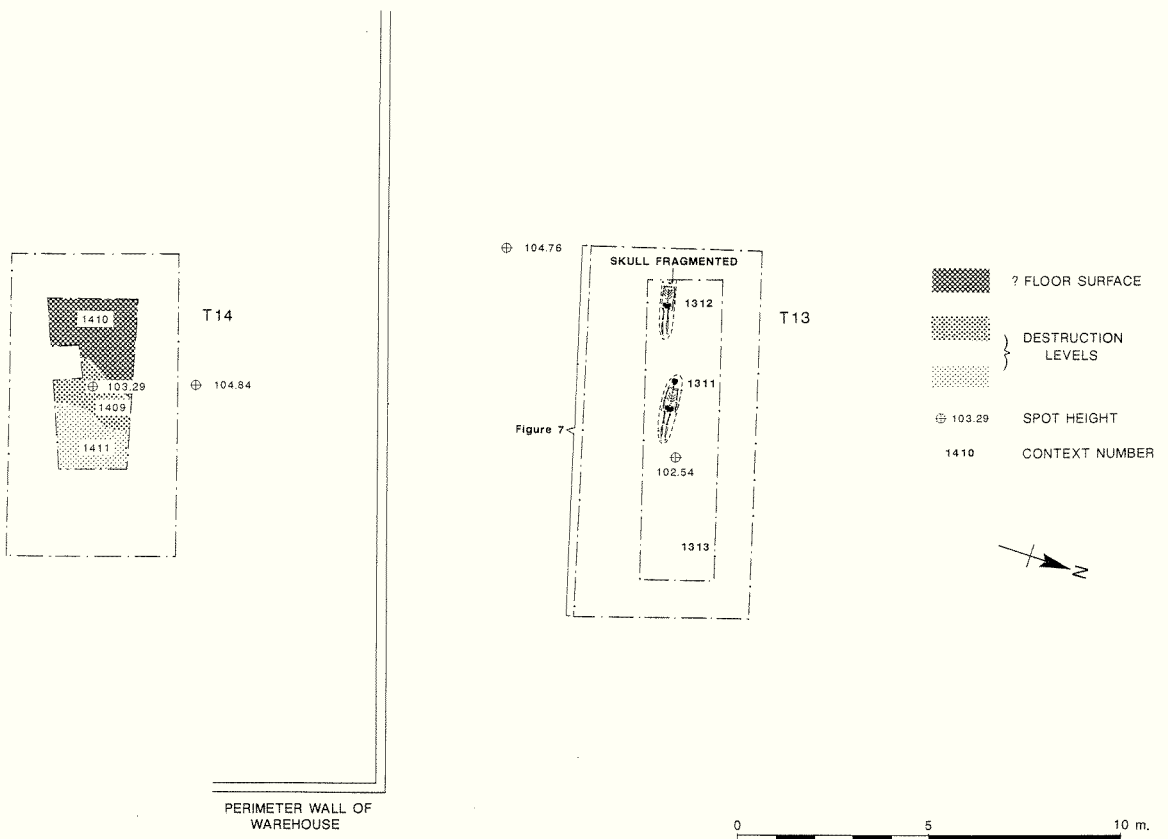 104.76
SKULL FRAGMENTED
1312
T13
T14
1410
103.29
104.84
1409
1411
1311
Figure 7
102.54
1313
? FLOOR SURFACE
DESTRUCTION
LEVELS
103.29 SPOT HEIGHT
1410 CONTEXT NUMBER
N
PERIMETER WALL OF
WAREHOUSE
0 5 10 m.